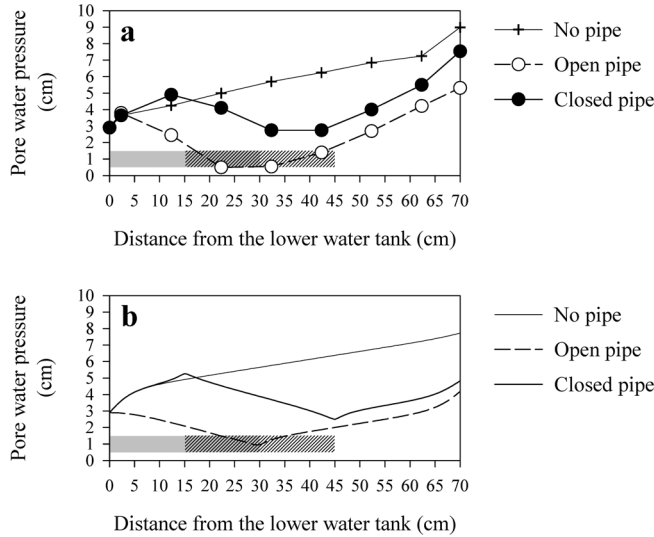 a
Pore water pressure
(cm)
10
9
8
7
6
5
4
3
2
1
0
0 5 10 15 20 25 30 35 40 45 50 55 60 65 70
Distance from the lower water tank (cm)
No pipe
Open pipe
Closed pipe
b
Pore water pressure
(cm)
10
9
8
7
6
5
4
3
2
1
0
0 5 10 15 20 25 30 35 40 45 50 55 60 65 70
Distance from the lower water tank (cm)
No pipe
Open pipe
Closed pipe